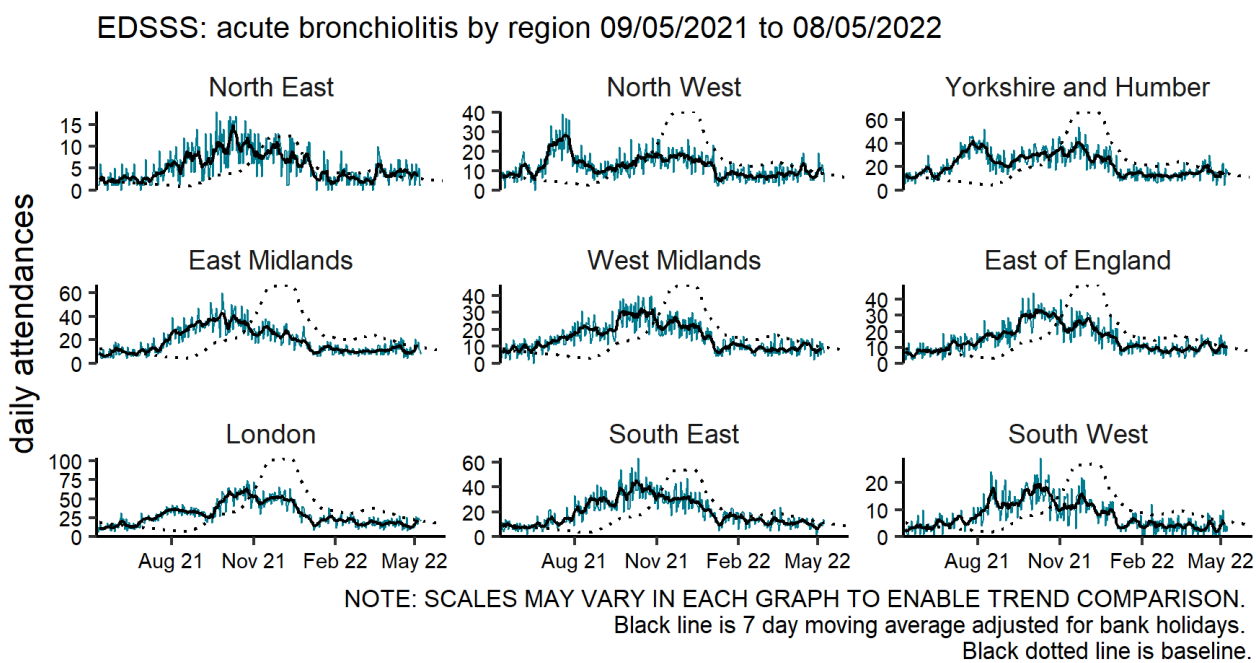 EDSSS: acute bronchiolitis by region 09/05/2021 to 08/05/2022
daily attendances
North East
15
10
5
0
North West
40
30
20
10
0
Yorkshire and Humber
60
40
20
0
East Midlands
60
40
20
0
West Midlands
40
30
20
10
0
East of England
40
30
20
10
0
London
100
75
50
25
0
South East
60
40
20
0
South West
20
10
0
Aug 21 Nov 21 Feb 22 May 22
Aug 21 Nov 21 Feb 22 May 22
Aug 21 Nov 21 Feb 22 May 22
NOTE: SCALES MAY VARY IN EACH GRAPH TO ENABLE TREND COMPARISON.
Black line is 7 day moving average adjusted for bank holidays.
Black dotted line is baseline.